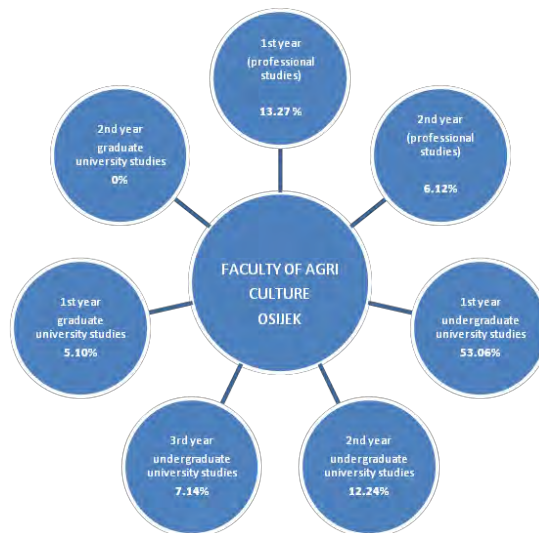 1st year
(professional studies)
13.27%
2nd year
(professional studies)
6.12%
1st year
undergraduate
university studies
53.06%
2nd year
undergraduate
university studies
12.24%
3rd year
undergraduate
university studies
7.14%
1st year
graduate
university studies
5.10%
2nd year
graduate
university studies
0%
FACULTY OF AGRI
CULTURE
OSIJEK